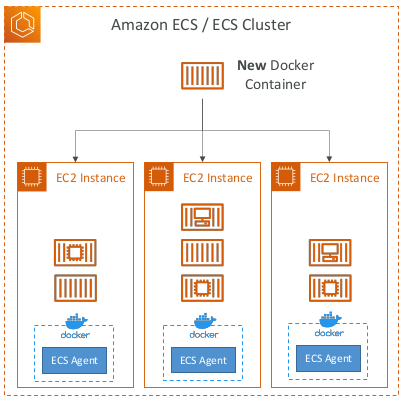 Amazon ECS / ECS Cluster
New Docker
Container
EC2 Instance
EC2 Instance
EC2 Instance
docker
docker
docker
ECS Agent
ECS Agent
ECS Agent